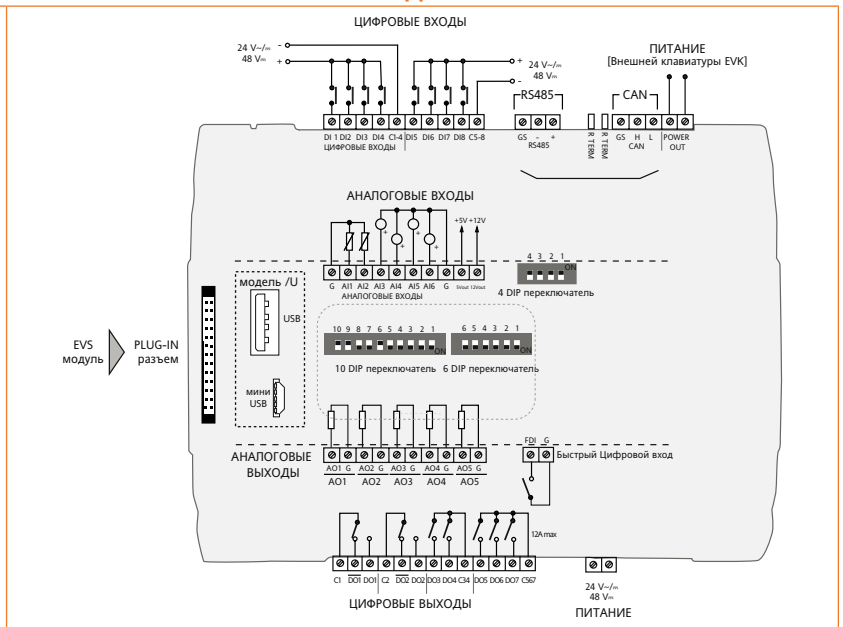 ЦИФРОВЫЕ ВХОДЫ
24 V~/⎓ -
48 V⎓ +
+ 24 V~/⎓
- 48 V⎓
ПИТАНИЕ
[Внешней клавиатуры EVK]
RS485 CAN
DI 1 DI2 DI3 DI4 C1-4 DI5 DI6 DI7 DI8 C5-8
ЦИФРОВЫЕ ВХОДЫ
GS - +
RS485
R TERM R TERM
GS H L
CAN
POWER
OUT
АНАЛОГОВЫЕ ВХОДЫ
+5V +12V
+ + + +
G AI1 AI2 AI3 AI4 AI5 AI6 G 5Vout 12Vout
АНАЛОГОВЫЕ ВХОДЫ
4 3 2 1
ON
4 DIP переключатель
модель /U
USB
мини
USB
EVS
модуль
PLUG-IN
разъем
10 9 8 7 6 5 4 3 2 1
ON
10 DIP переключатель
6 5 4 3 2 1
ON
6 DIP переключатель
АНАЛОГОВЫЕ
ВЫХОДЫ
AO1 G AO2 G AO3 G AO4 G AO5 G
AO1 AO2 AO3 AO4 AO5
FDI G
Быстрый Цифровой вход
12A max
C1 DO1 DO1 C2 DO2 DO2 DO3 DO4 C34 DO5 DO6 DO7 C567
ЦИФРОВЫЕ ВЫХОДЫ
24 V~/⎓
48 V⎓
ПИТАНИЕ